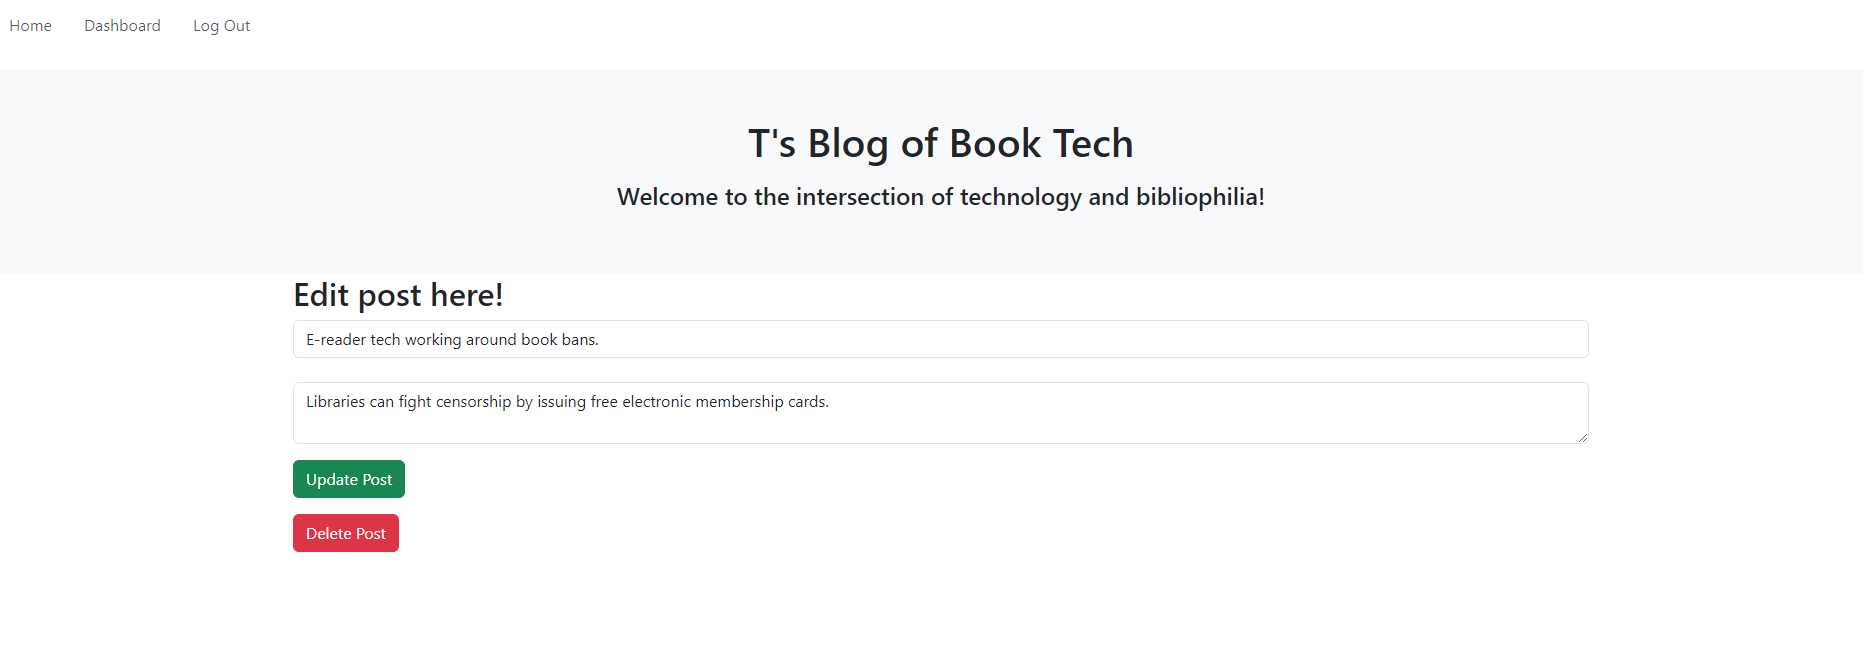 Home Dashboard Log Out
T's Blog of Book Tech
Welcome to the intersection of technology and bibliophilia!
Edit post here!
E-reader tech working around book bans.
Libraries can fight censorship by issuing free electronic membership cards.
Update Post
Delete Post